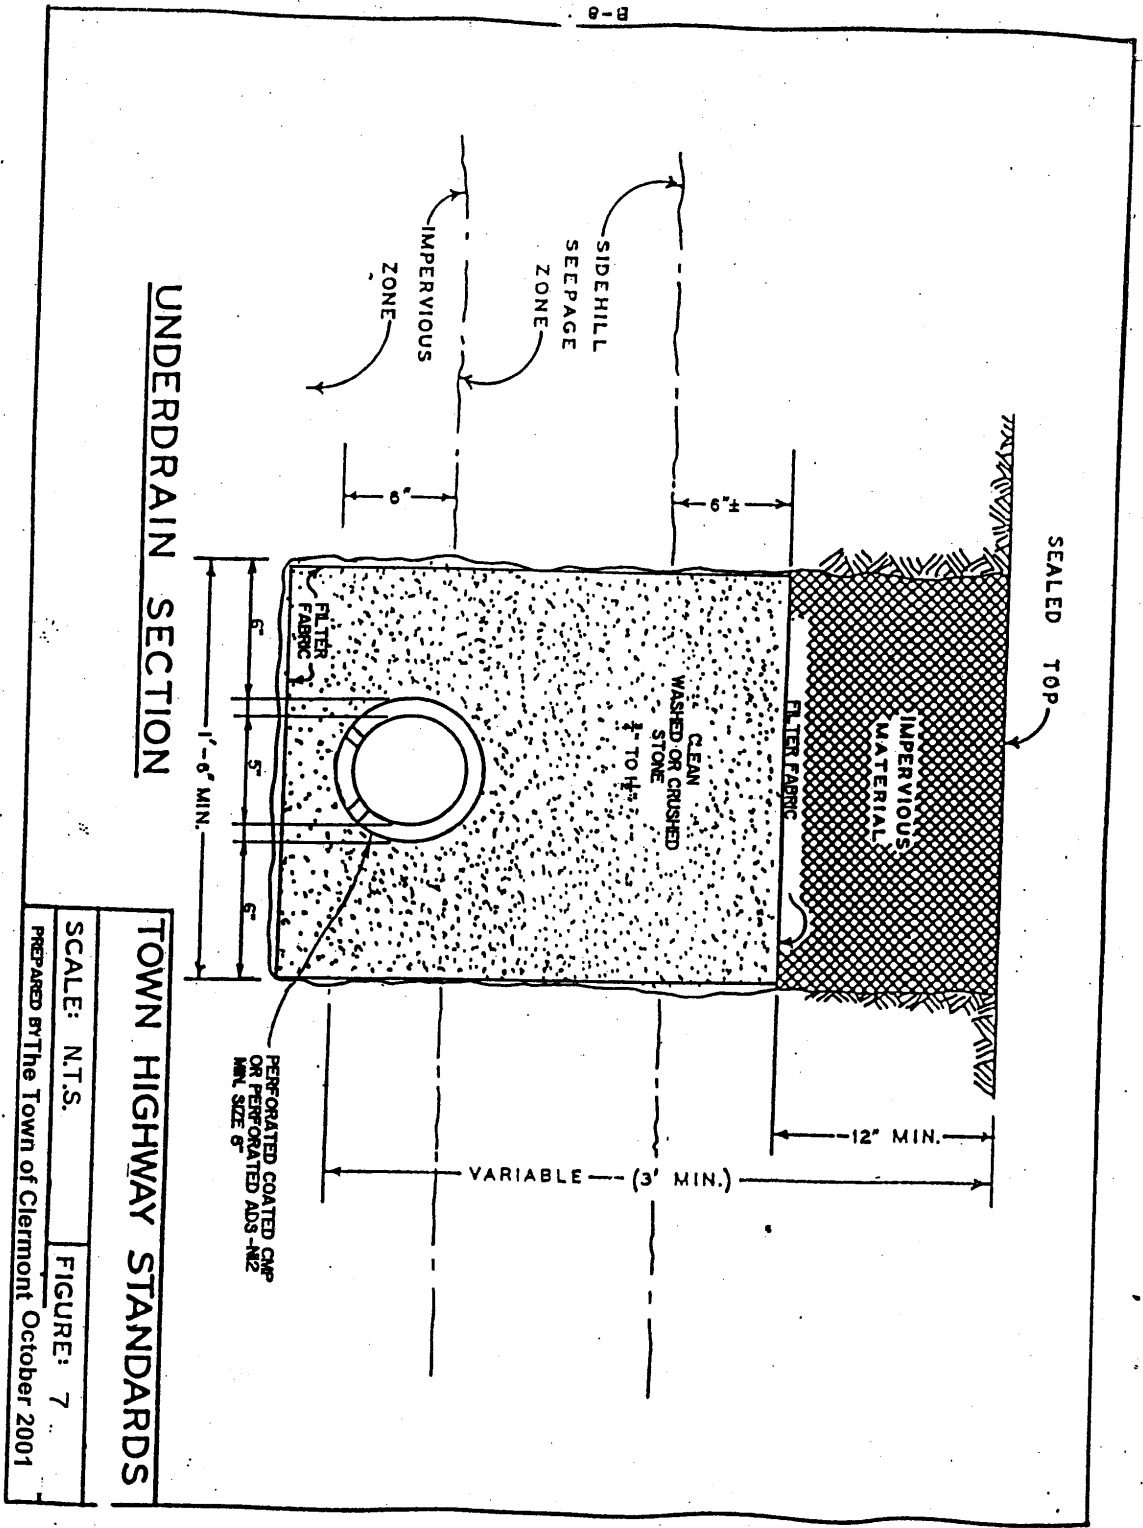 B-8
SEALED TOP
IMPERVIOUS
MATERIAL
FILTER FABRIC
CLEAN
WASHED OR CRUSHED
STONE
TO
SIDEHILL
SEEPAGE
ZONE
IMPERVIOUS
ZONE
6"±
6"
12" MIN.
VARIABLE (3' MIN.)
FILTER
FABRIC
6"
5"
6"
1'-6" MIN.
PERFORATED COATED CMP
OR PERFORATED ADS-N12
MIN. SIZE 6"
UNDERDRAIN SECTION
TOWN HIGHWAY STANDARDS
SCALE: N.T.S.
FIGURE: 7
PREPARED BY The Town of Clermont October 2001